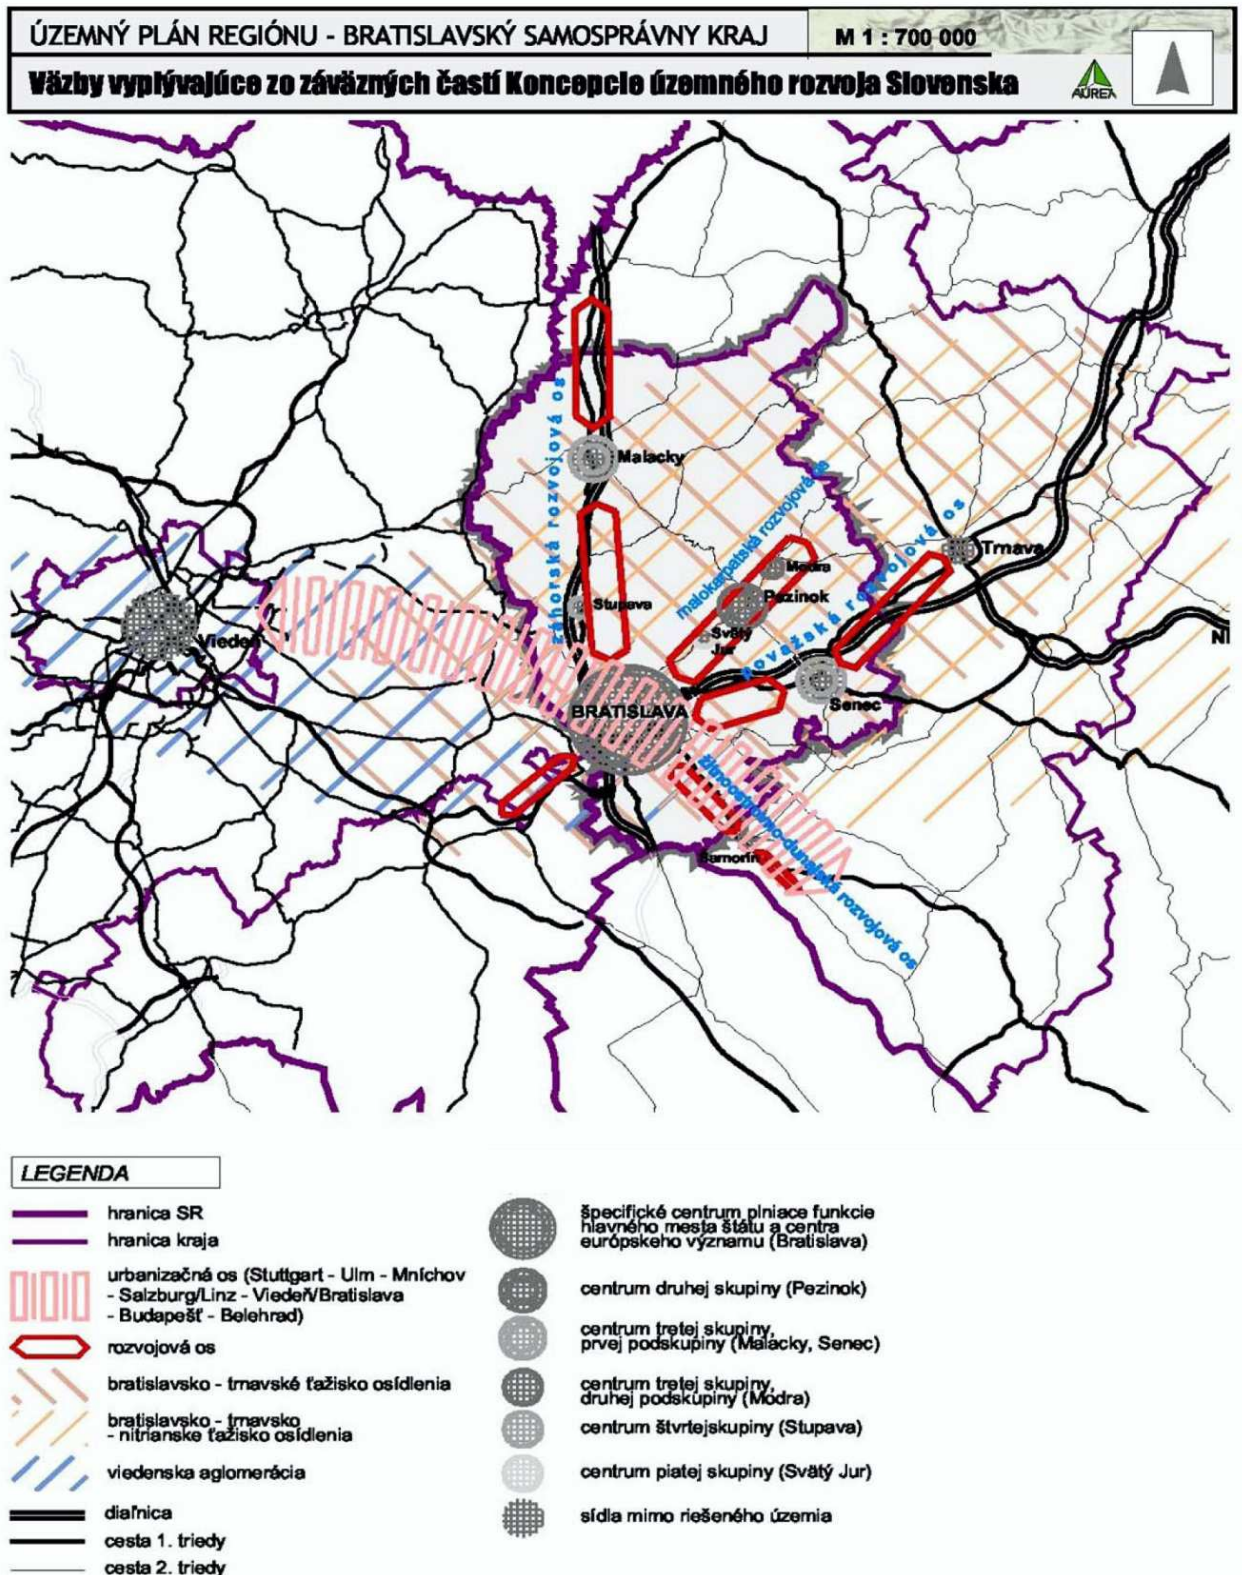 ÚZEMNÝ PLÁN REGIÓNU - BRATISLAVSKÝ SAMOSPRÁVNY KRAJ
M 1 : 700 000
Väzby vyplývajúce zo záväzných častí Koncepcie územného rozvoja Slovenska
AUREX
záhorská rozvojová os
Malacky
malokarpatská rozvojová os
považská rozvojová os
Trnava
Modra
Pezinok
Stupava
Svätý
Jur
Viedeň
Senec
BRATISLAVA
žitnoostrovno-dunajská rozvojová os
Šamorín
LEGENDA
hranica SR
hranica kraja
urbanizačná os (Stuttgart - Ulm - Mníchov
- Salzburg/Linz - Viedeň/Bratislava
- Budapešť - Belehrad)
rozvojová os
bratislavsko - trnavské ťažisko osídlenia
bratislavsko - trnavsko
- nitrianske ťažisko osídlenia
viedenska aglomerácia
diaľnica
cesta 1. triedy
cesta 2. triedy
špecifické centrum plniace funkcie
hlavného mesta štátu a centra
európskeho významu (Bratislava)
centrum druhej skupiny (Pezinok)
centrum tretej skupiny,
prvej podskupiny (Malacky, Senec)
centrum tretej skupiny,
druhej podskupiny (Modra)
centrum štvrtejskupiny (Stupava)
centrum piatej skupiny (Svätý Jur)
sídla mimo riešeného územia